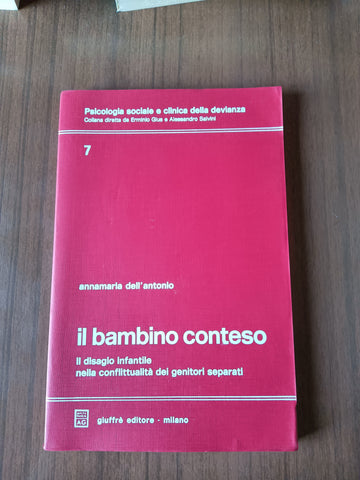 Psicologia sociale e clinica della devianza
Collana diretta da Erminio Gius e Alessandro Salvini
7
annamaria dell'antonio
il bambino conteso
Il disagio infantile
nella conflittualità dei genitori separati
AG
giuffrè editore · milano